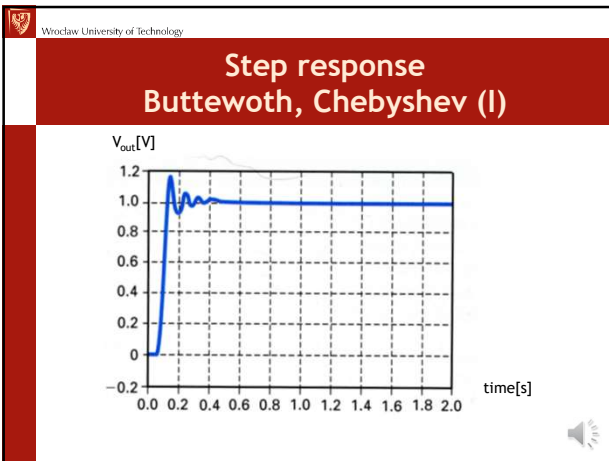 Wroclaw University of Technology
Step response
Buttewoth, Chebyshev (I)
Vout[V]
1.2
1.0
0.8
0.6
0.4
0.2
0
−0.2
0.0 0.2 0.4 0.6 0.8 1.0 1.2 1.4 1.6 1.8 2.0
time[s]